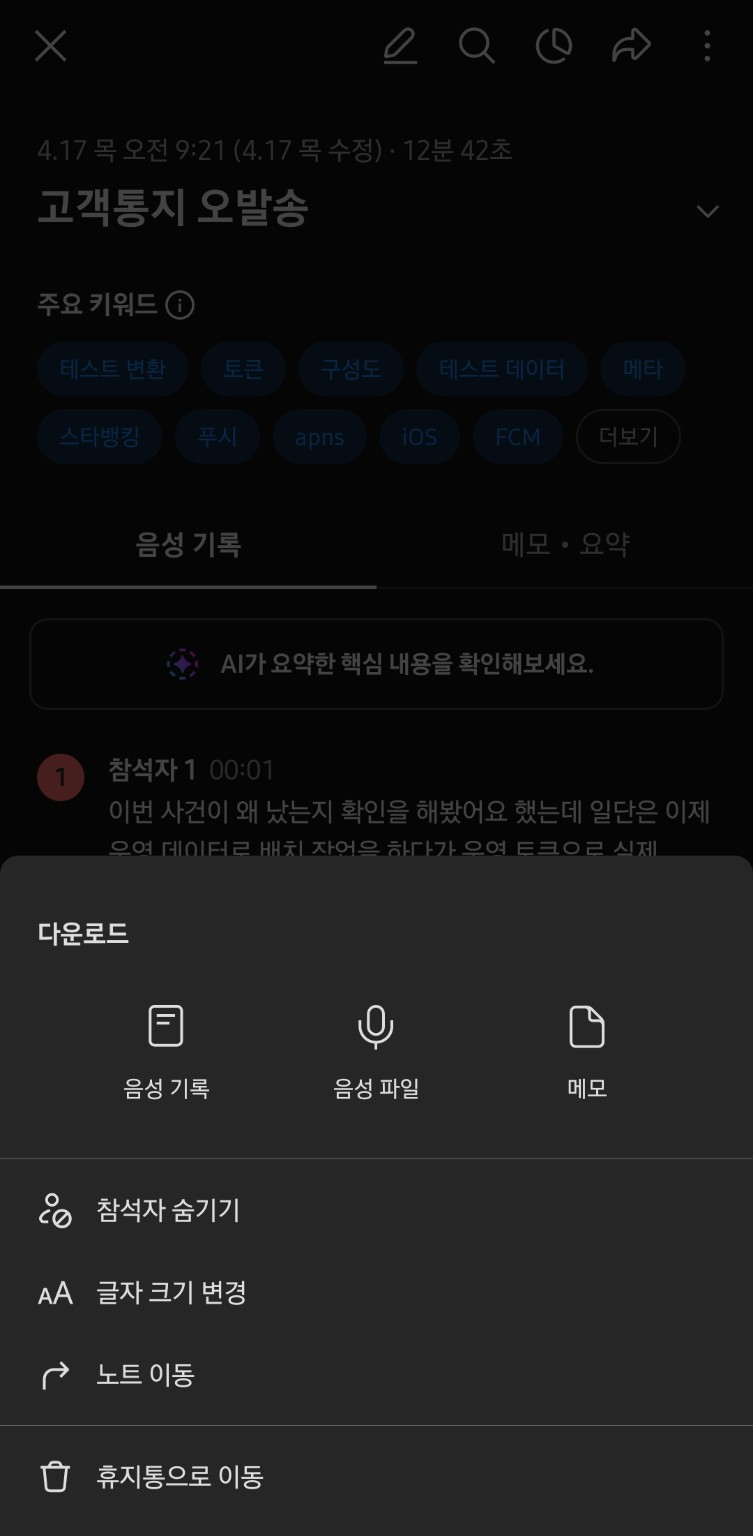 4.17 목 오전 9:21 (4.17 목 수정) · 12분 42초
고객통지 오발송
주요 키워드
테스트 변환 토큰 구성도 테스트 데이터 메타
스타뱅킹 푸시 apns iOS FCM 더보기
음성 기록 메모 • 요약
AI가 요약한 핵심 내용을 확인해보세요.
1 참석자 1 00:01
이번 사건이 왜 났는지 확인을 해봤어요 했는데 일단은 이제
운영 데이터로 배치 작업을 하다가 운영 토큰으로 실제
다운로드
음성 기록 음성 파일 메모
참석자 숨기기
AA 글자 크기 변경
노트 이동
휴지통으로 이동